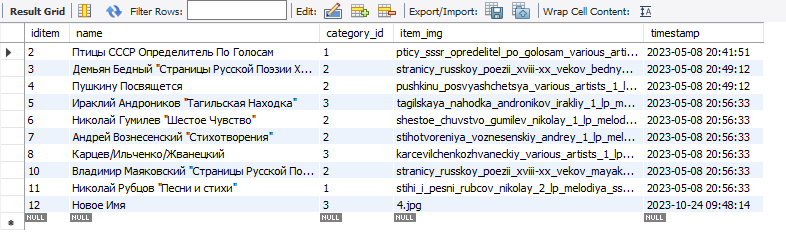 Result Grid Filter Rows: Edit: Export/Import: Wrap Cell Content:
iditem name category_id item_img timestamp
2 Птицы СССР Определитель По Голосам 1 pticy_sssr_opredelitel_po_golosam_various_arti... 2023-05-08 20:41:51
3 Демьян Бедный "Страницы Русской Поэзии X... 2 stranicy_russkoy_poezii_xviii-xx_vekov_bedny... 2023-05-08 20:49:12
4 Пушкину Посвящется 2 pushkinu_posvyashchetsya_various_artists_1_l... 2023-05-08 20:49:12
5 Ираклий Андроников "Тагильская Находка" 3 tagilskaya_nahodka_andronikov_irakliy_1_lp_m... 2023-05-08 20:56:33
6 Николай Гумилев "Шестое Чувство" 2 shestoe_chuvstvo_gumilev_nikolay_1_lp_melod... 2023-05-08 20:56:33
7 Андрей Вознесенский "Стихотворения" 2 stihotvoreniya_voznesenskiy_andrey_1_lp_mel... 2023-05-08 20:56:33
8 Карцев/Ильченко/Жванецкий 3 karcevilchenkozhvaneckiy_various_artists_1_lp... 2023-05-08 20:56:33
10 Владимир Маяковский "Страницы Русской По... 2 stranicy_russkoy_poezii_xviii-xx_vekov_mayak... 2023-05-08 20:56:33
11 Николай Рубцов "Песни и стихи" 1 stihi_i_pesni_rubcov_nikolay_2_lp_melodiya_ss... 2023-05-08 20:56:33
12 Новое Имя 3 4.jpg 2023-10-24 09:48:14
NULL NULL NULL NULL NULL